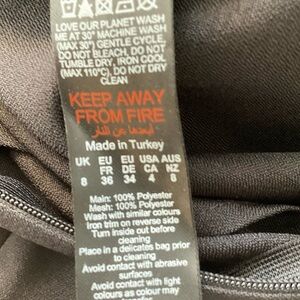 LOVE OUR PLANET WASH
ME AT 30° MACHINE WASH
(MAX 30°) GENTLE CYCLE,
DO NOT BLEACH. DO NOT
TUMBLE DRY, IRON COOL
(MAX 110°C), DO NOT DRY
CLEAN
KEEP AWAY
FROM FIRE
Made in Turkey
UK EU EU USA AUS
FR DE CA NZ
8 36 34 4 8
Main: 100% Polyester
Mesh: 100% Polyester
Wash with similar colours
iron trim on reverse side
Turn inside out before
cleaning
Place in a delicates bag prior
to cleaning
Avoid contact with abrasive
surfaces
Avoid contact with light
colours as colour may